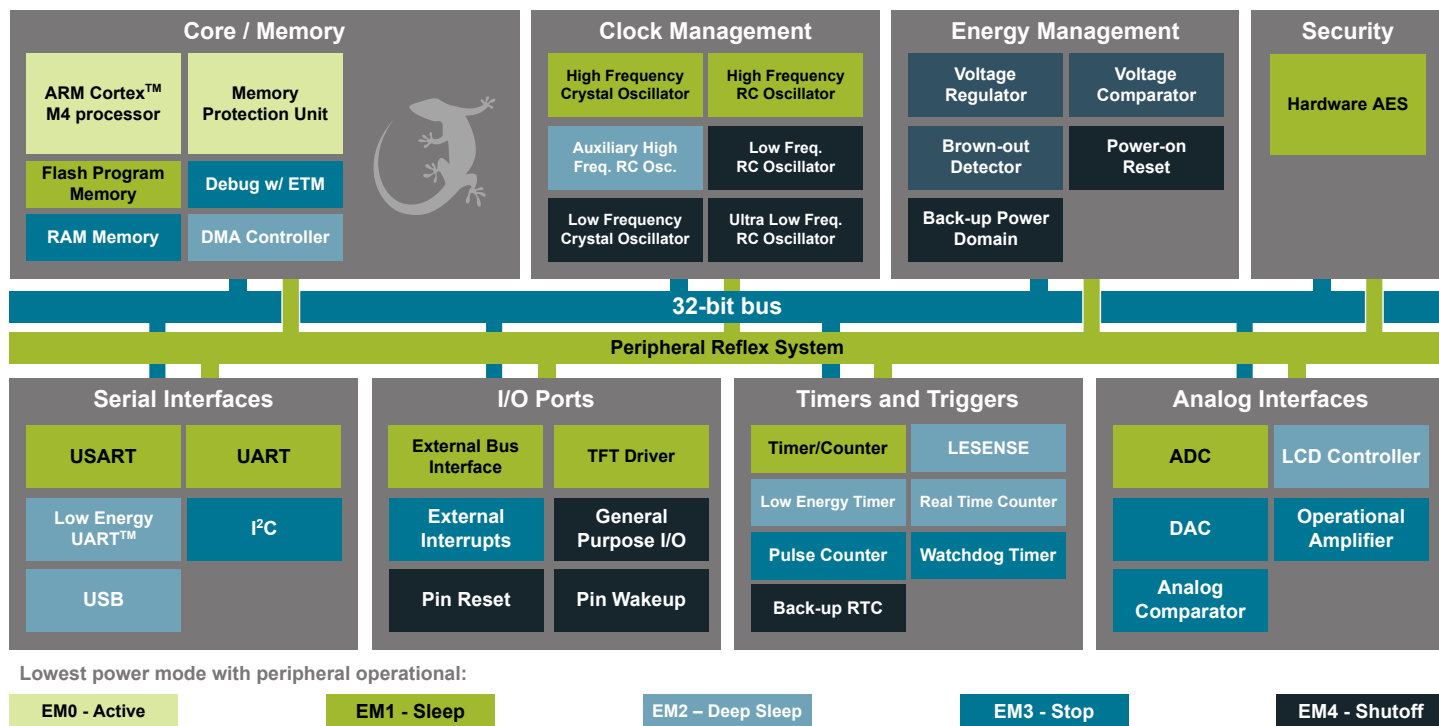 Core / Memory
ARM Cortex™
M4 processor
Memory
Protection Unit
Flash Program
Memory
Debug w/ ETM
RAM Memory
DMA Controller
Clock Management
High Frequency
Crystal Oscillator
High Frequency
RC Oscillator
Auxiliary High
Freq. RC Osc.
Low Freq.
RC Oscillator
Low Frequency
Crystal Oscillator
Ultra Low Freq.
RC Oscillator
Energy Management
Voltage
Regulator
Voltage
Comparator
Brown-out
Detector
Power-on
Reset
Back-up Power
Domain
Security
Hardware AES
32-bit bus
Peripheral Reflex System
Serial Interfaces
USART
UART
Low Energy
UART™
I²C
USB
I/O Ports
External Bus
Interface
TFT Driver
External
Interrupts
General
Purpose I/O
Pin Reset
Pin Wakeup
Timers and Triggers
Timer/Counter
LESENSE
Low Energy Timer
Real Time Counter
Pulse Counter
Watchdog Timer
Back-up RTC
Analog Interfaces
ADC
LCD Controller
DAC
Operational
Amplifier
Analog
Comparator
Lowest power mode with peripheral operational:
EM0 - Active
EM1 - Sleep
EM2 – Deep Sleep
EM3 - Stop
EM4 - Shutoff